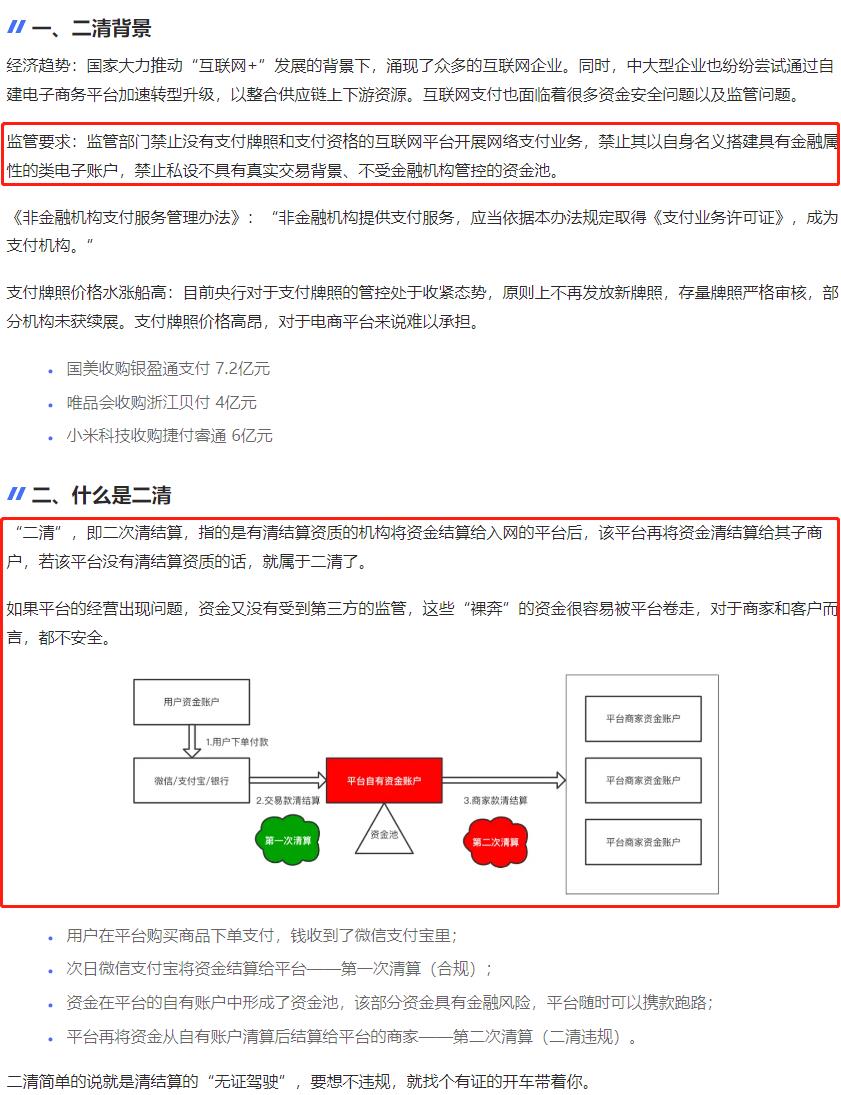 一、二清背景
经济趋势：国家大力推动“互联网+”发展的背景下，涌现了众多的互联网企业。同时，中大型企业也纷纷尝试通过自
建电子商务平台加速转型升级，以整合供应链上下游资源。互联网支付也面临着很多资金安全问题以及监管问题。
监管要求：监管部门禁止没有支付牌照和支付资格的互联网平台开展网络支付业务，禁止其以自身名义搭建具有金融属
性的类电子账户，禁止私设不具有真实交易背景、不受金融机构管控的资金池。
《非金融机构支付服务管理办法》：“非金融机构提供支付服务，应当依据本办法规定取得《支付业务许可证》，成为
支付机构。“
支付牌照价格水涨船高：目前央行对于支付牌照的管控处于收紧态势，原则上不再发放新牌照，存量牌照严格审核，部
分机构未获续展。支付牌照价格高昂，对于电商平台来说难以承担。
国美收购银盈通支付 7.2亿元
唯品会收购浙江贝付 4亿元
小米科技收购捷付睿通 6亿元
二、什么是二清
“二清”，即二次清结算，指的是有清结算资质的机构将资金结算给入网的平台后，该平台再将资金清结算给其子商
户，若该平台没有清结算资质的话，就属于二清了。
如果平台的经营出现问题，资金又没有受到第三方的监管，这些“裸奔”的资金很容易被平台卷走，对于商家和客户而
言，都不安全。
用户资金账户
1.用户下单付款
微信/支付宝/银行
2.交易款清结算
第一次清算
平台自有资金账户
资金池
3.商家款清结算
第二次清算
平台商家资金账户
平台商家资金账户
平台商家资金账户
用户在平台购买商品下单支付，钱收到了微信支付宝里；
次日微信支付宝将资金结算给平台——第一次清算（合规）；
资金在平台的自有账户中形成了资金池，该部分资金具有金融风险，平台随时可以携款跑路；
平台再将资金从自有账户清算后结算给平台的商家——第二次清算（二清违规）。
二清简单的说就是清结算的“无证驾驶”，要想不违规，就找个有证的开车带着你。